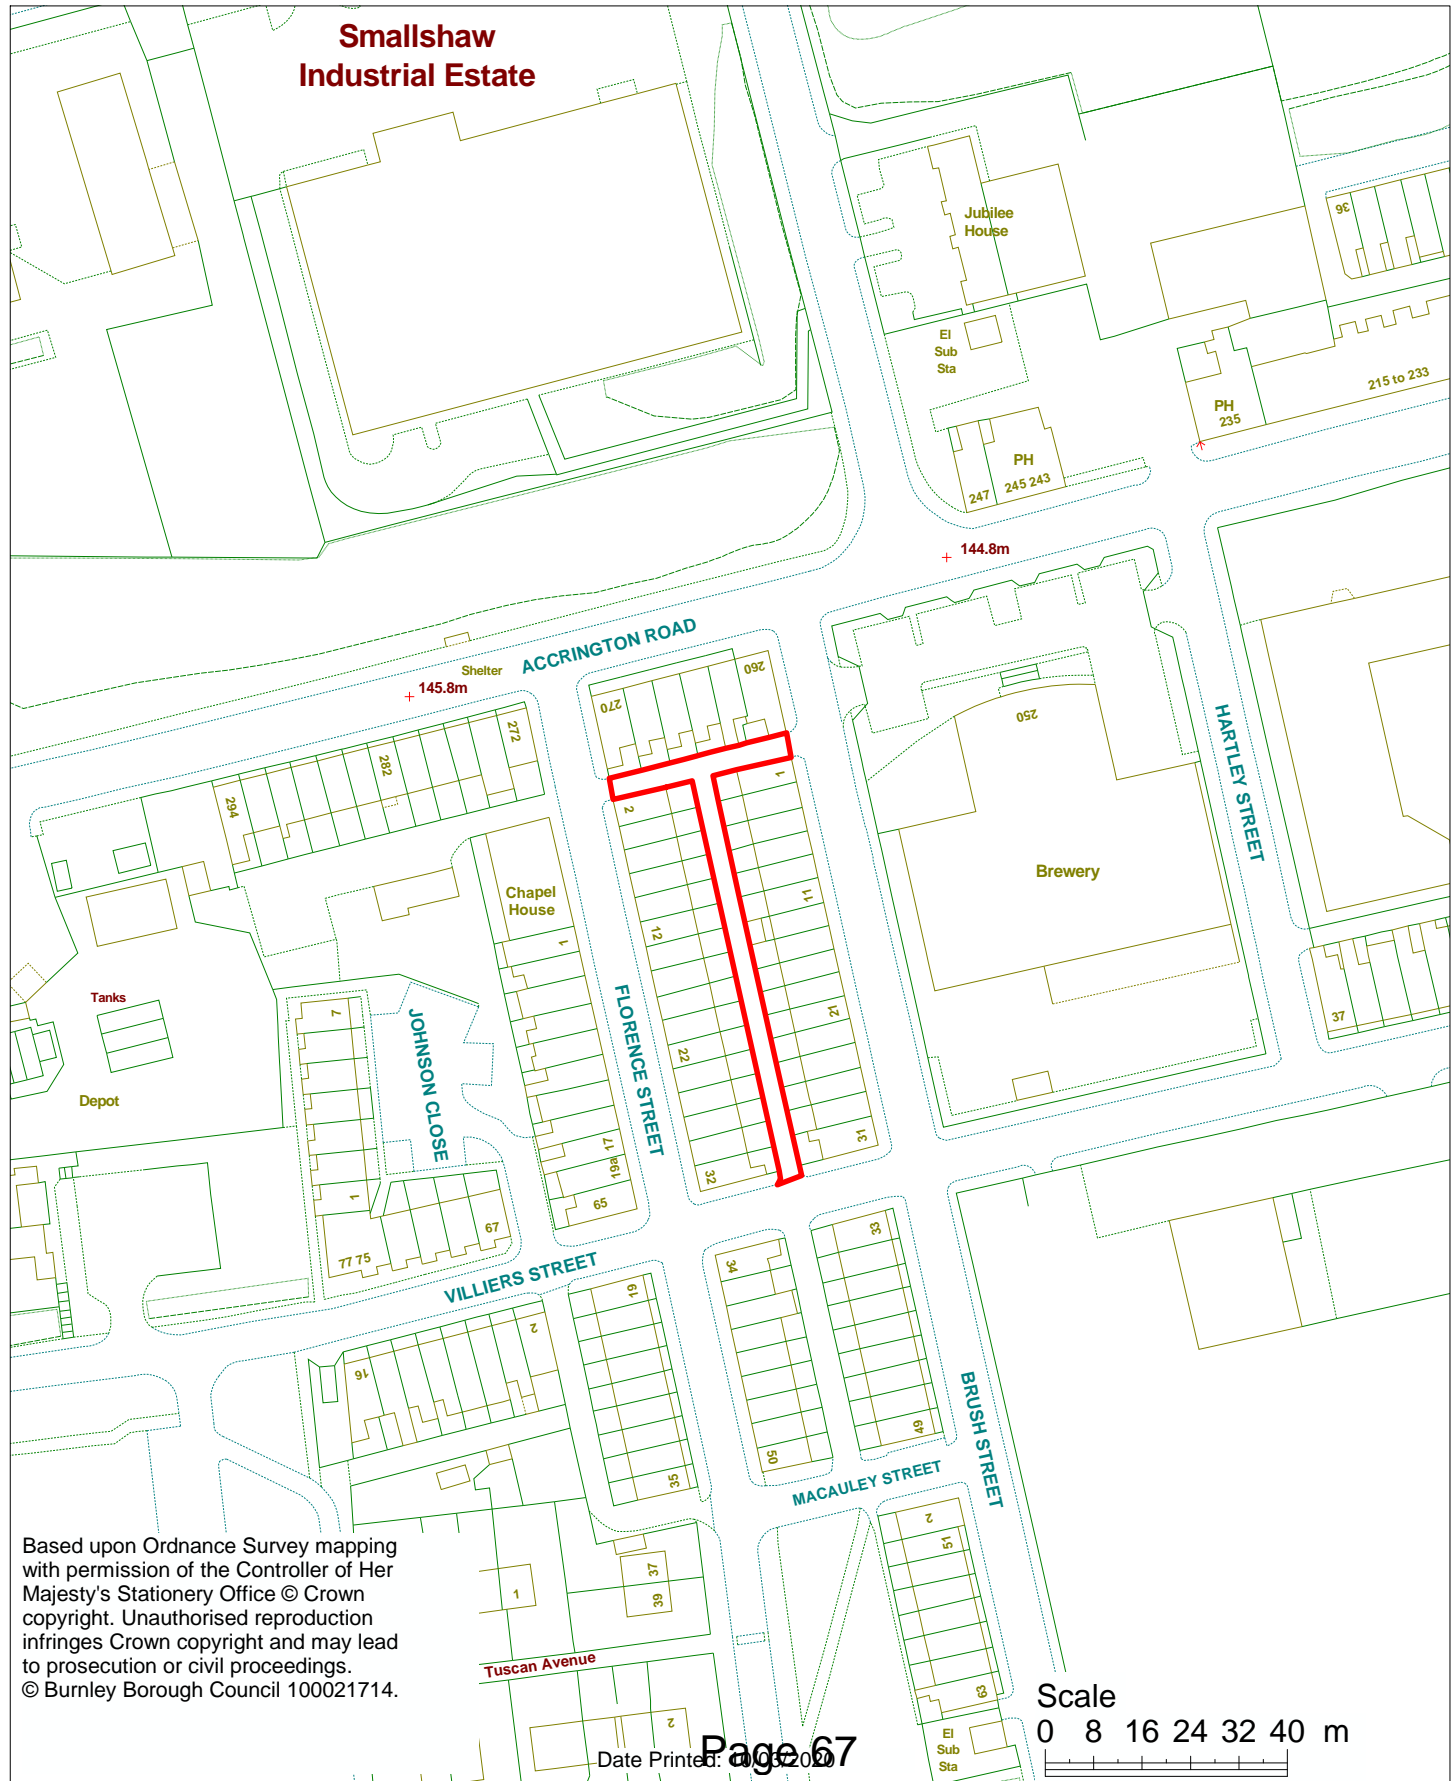 Smallshaw
Industrial Estate
36
Jubilee
House
El
Sub
Sta
215 to 233
PH
235
PH
245 243
247
144.8m
ACCRINGTON ROAD
Shelter
145.8m
260
270
272
282
294
250
HARTLEY STREET
1
2
Brewery
Chapel
House
11
12
1
Tanks
7
FLORENCE STREET
JOHNSON CLOSE
21
37
22
Depot
31
17
19a
32
1
65
67
77 75
33
34
VILLIERS STREET
19
2
16
BRUSH STREET
49
50
35
MACAULEY STREET
2
51
Based upon Ordnance Survey mapping
with permission of the Controller of Her
Majesty's Stationery Office © Crown
copyright. Unauthorised reproduction
infringes Crown copyright and may lead
to prosecution or civil proceedings.
© Burnley Borough Council 100021714.
37
39
1
Tuscan Avenue
63
2
El
Sub
Sta
Scale
0 8 16 24 32 40 m
Page 67
Date Printed: 10/03/2020